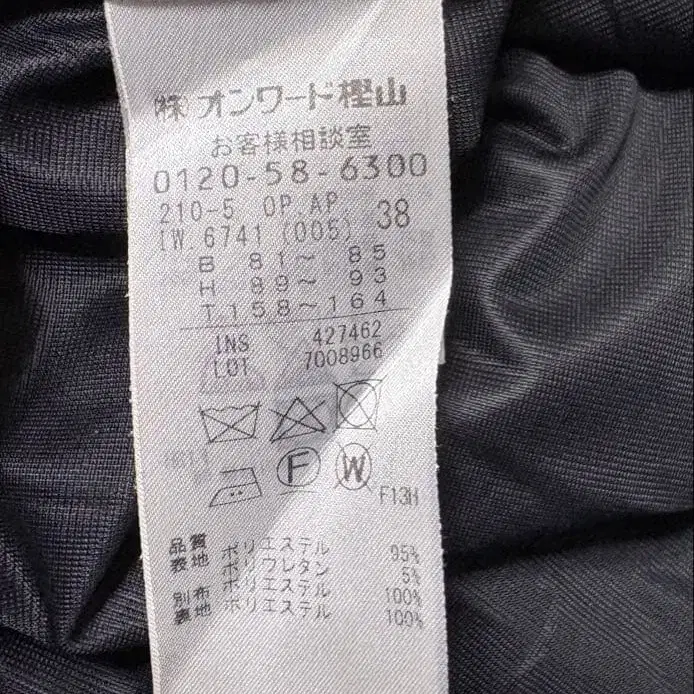 (株)オンワード樫山
お客様相談室
0120-58-6300
210-5 OP.AP. 38
IW.6741 (005)
B 81~85
H 89~93
T 158~164
INS 427462
LOT 7008966
F W
F13H
品質
表地 ポリエステル 95%
ポリウレタン 5%
別布 ポリエステル 100%
裏地 ポリエステル 100%